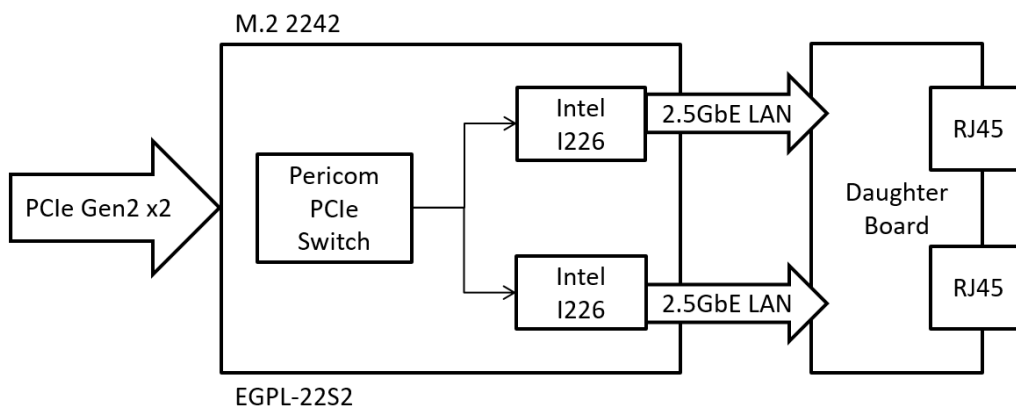 M.2 2242
PCIe Gen2 x2
Pericom
PCIe
Switch
Intel
I226
2.5GbE LAN
Intel
I226
2.5GbE LAN
Daughter
Board
RJ45
RJ45
EGPL-22S2